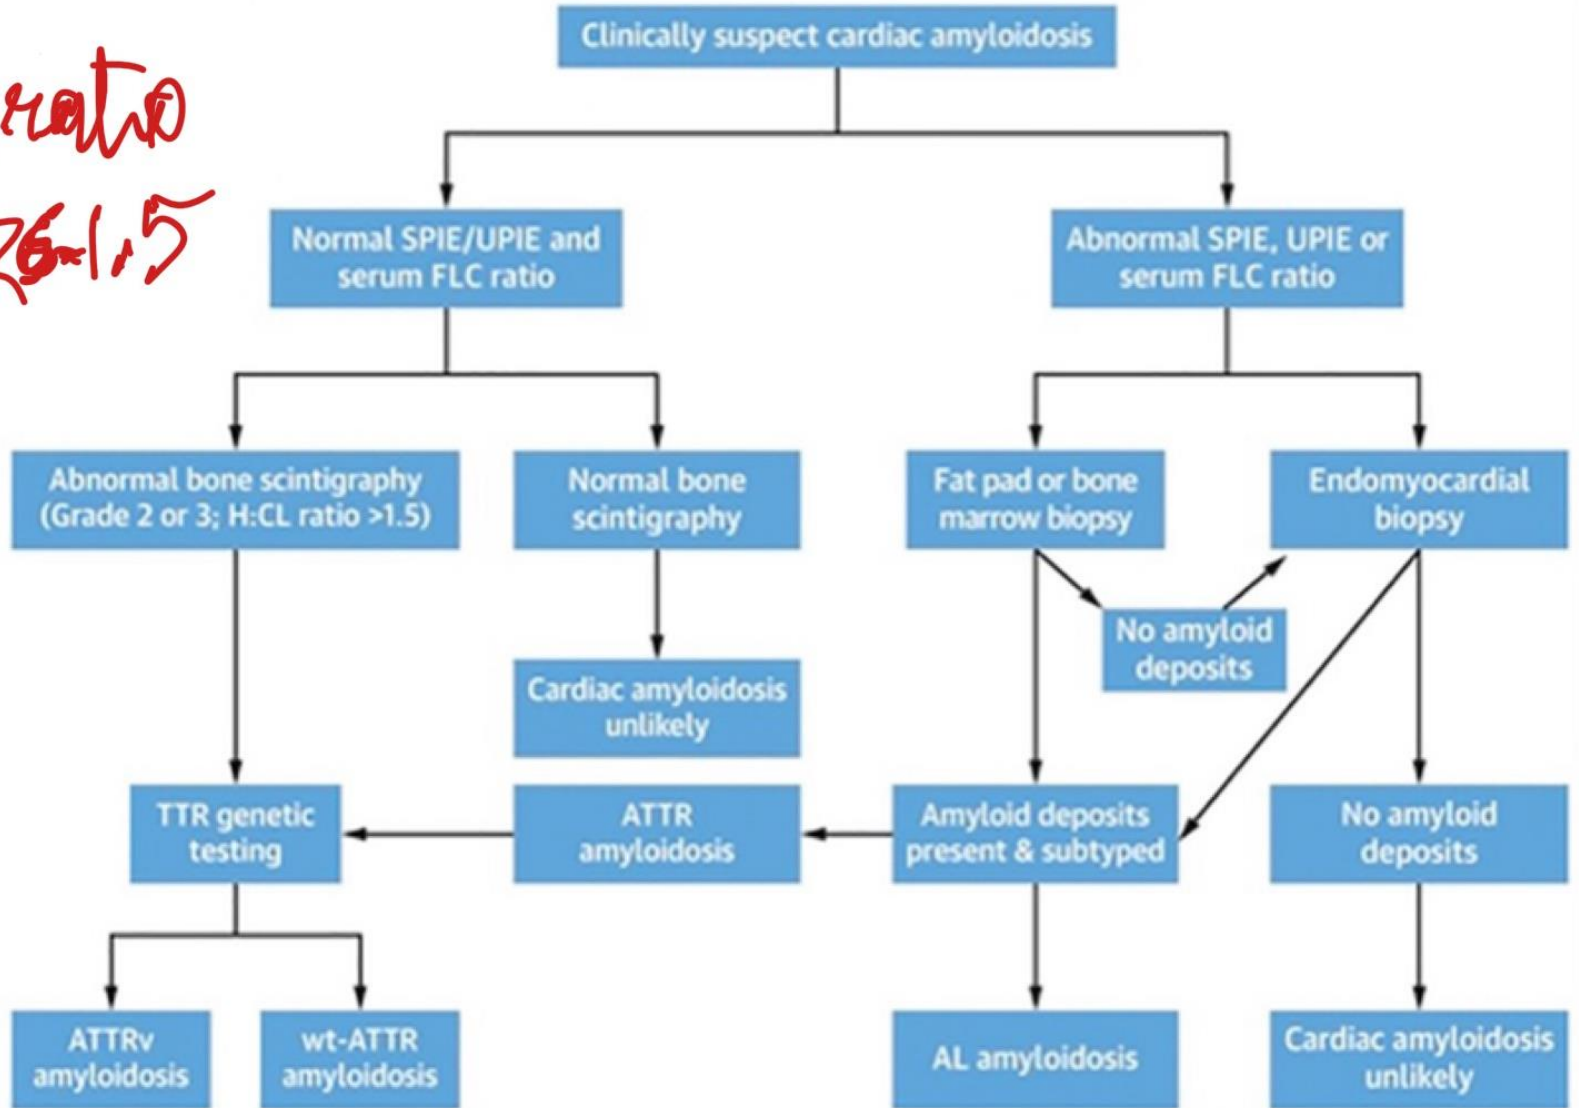 Clinically suspect cardiac amyloidosis
ratio
26-1.5
Normal SPIE/UPIE and
serum FLC ratio
Abnormal SPIE, UPIE or
serum FLC ratio
Abnormal bone scintigraphy
(Grade 2 or 3; H:CL ratio >1.5)
Normal bone
scintigraphy
Fat pad or bone
marrow biopsy
Endomyocardial
biopsy
No amyloid
deposits
Cardiac amyloidosis
unlikely
TTR genetic
testing
ATTR
amyloidosis
Amyloid deposits
present & subtyped
No amyloid
deposits
ATTRv
amyloidosis
wt-ATTR
amyloidosis
AL amyloidosis
Cardiac amyloidosis
unlikely